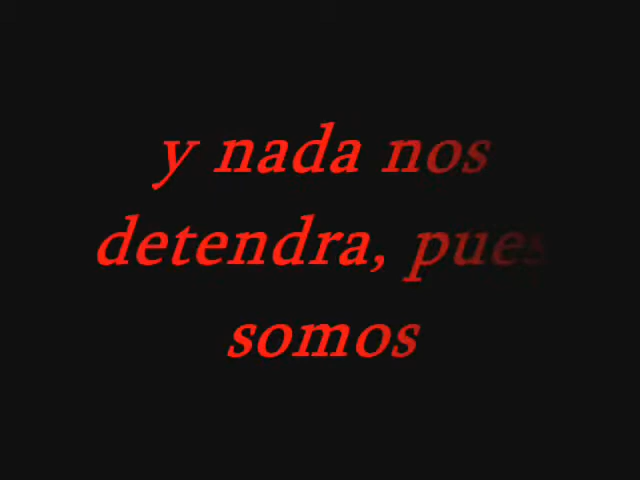 y nada nos
detendra, pues
somos